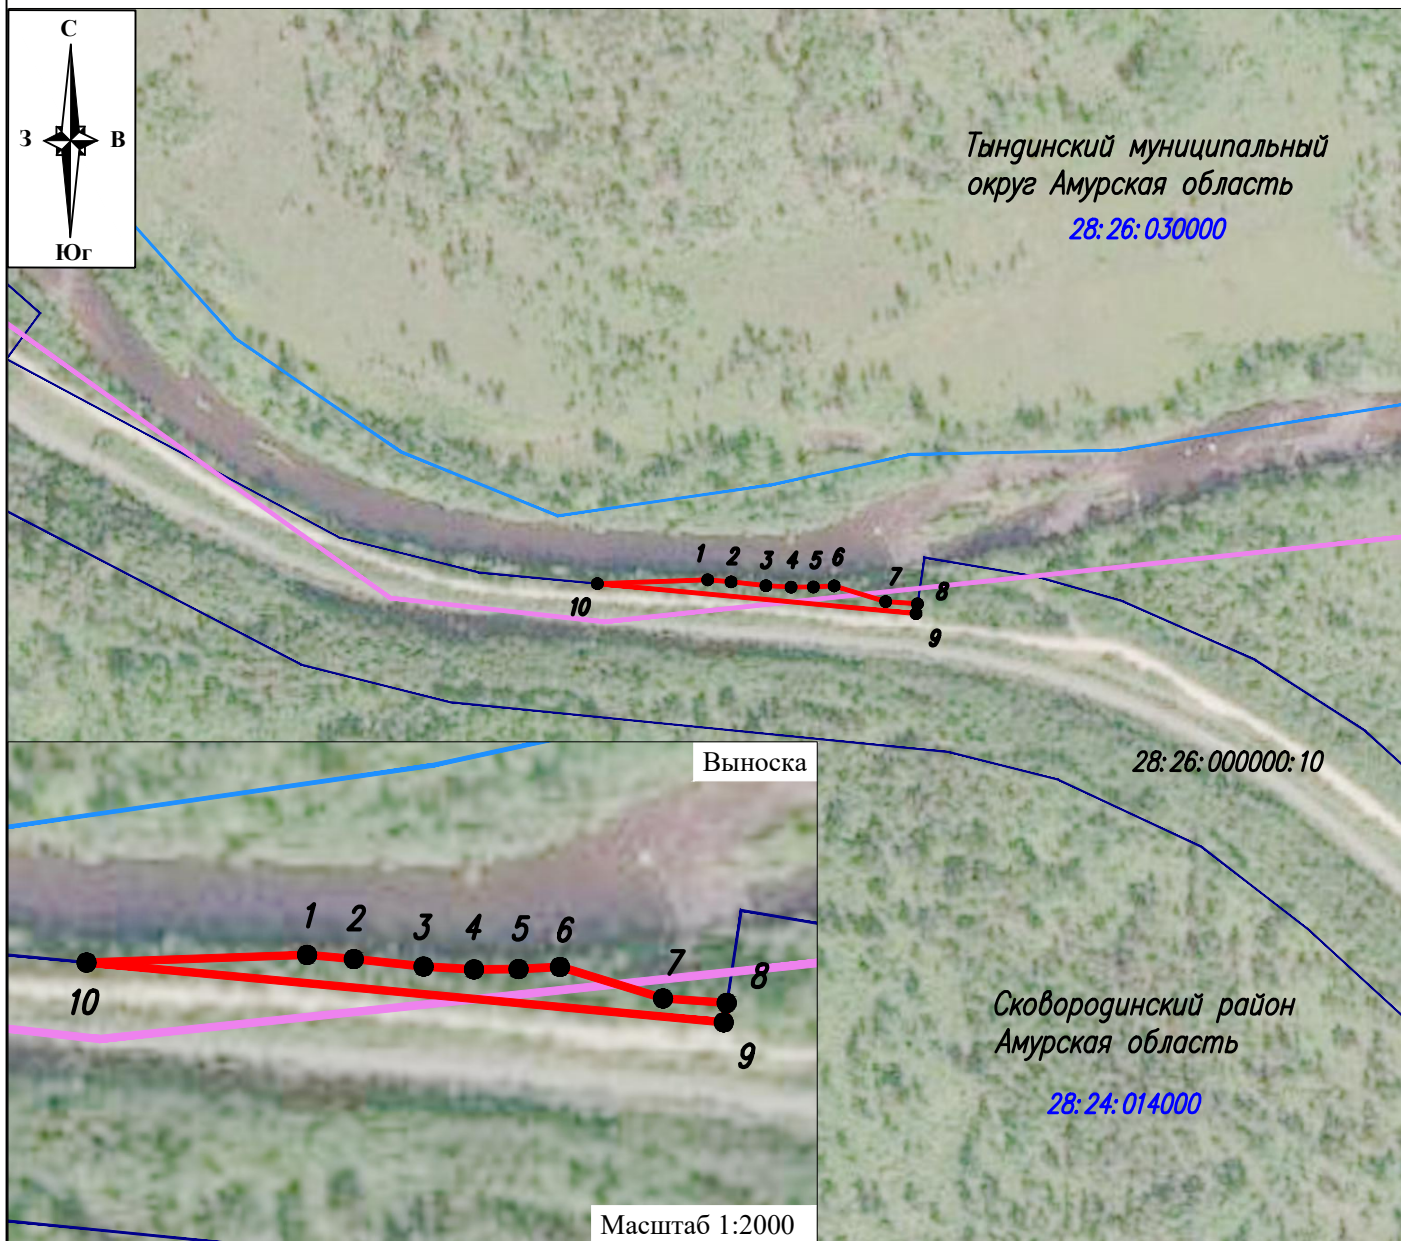 С
З В
Юг
Тындинский муниципальный
округ Амурская область
28:26:030000
1 2 3 4 5 6 7 8
10
9
28:26:000000:10
Выноска
1 2 3 4 5 6 7 8
10
9
Масштаб 1:2000
Сковородинский район
Амурская область
28:24:014000